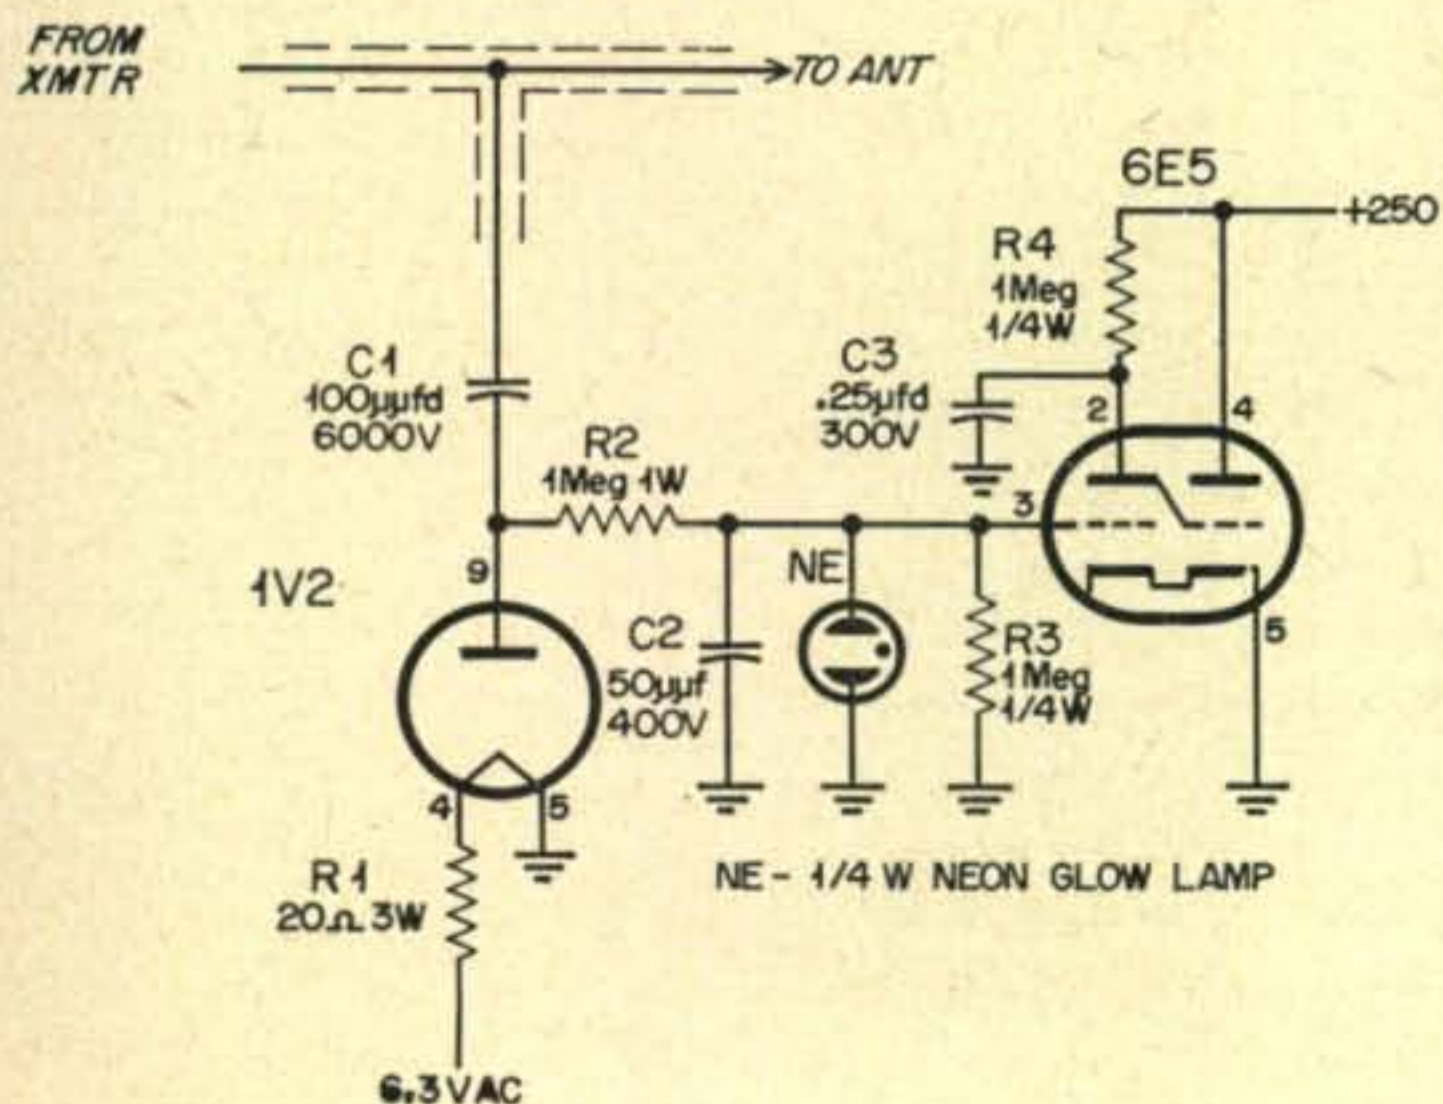 FROM
XMTR
TO ANT
6E5
+250
R4
1Meg
1/4W
C1
100µµfd
6000V
C3
.25µfd
300V
2
4
R2
1Meg 1W
3
1V2
9
NE
C2
50µµf
400V
R3
1Meg
1/4W
5
4
5
R1
20Ω 3W
NE - 1/4 W NEON GLOW LAMP
6.3VAC